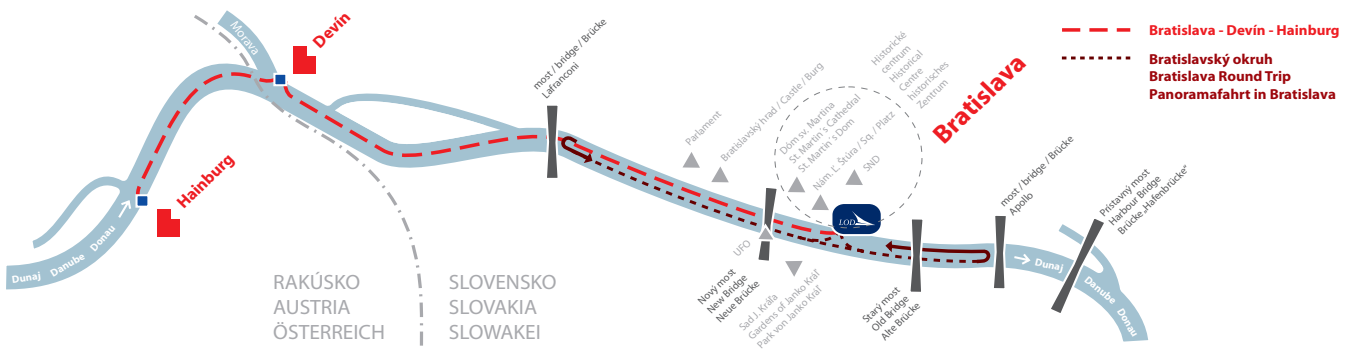 Morava
Devín
Hainburg
Dunaj Danube Donau
RAKÚSKO
AUSTRIA
ÖSTERREICH
SLOVENSKO
SLOVAKIA
SLOWAKEI
most / bridge / Brücke
Lafranconi
Parlament
Bratislavský hrad / Castle / Burg
Dóm sv. Martina
St. Martin´s Cathedral
St. Martin´s Dom
Nám. Ľ. Štúra / Sq. / Platz
SND
Historické
centrum
Historical
Centre
historisches
Zentrum
Bratislava
LOD
UFO
Nový most
New Bridge
Neue Brücke
Sad J. Kráľa
Gardens of Janko Kráľ
Park von Janko Kráľ
Starý most
Old Bridge
Alte Brücke
most / bridge / Brücke
Apollo
Prístavný most
Harbour Bridge
Brücke „Hafenbrücke“
Dunaj Danube Donau
Bratislava - Devín - Hainburg
Bratislavský okruh
Bratislava Round Trip
Panoramafahrt in Bratislava